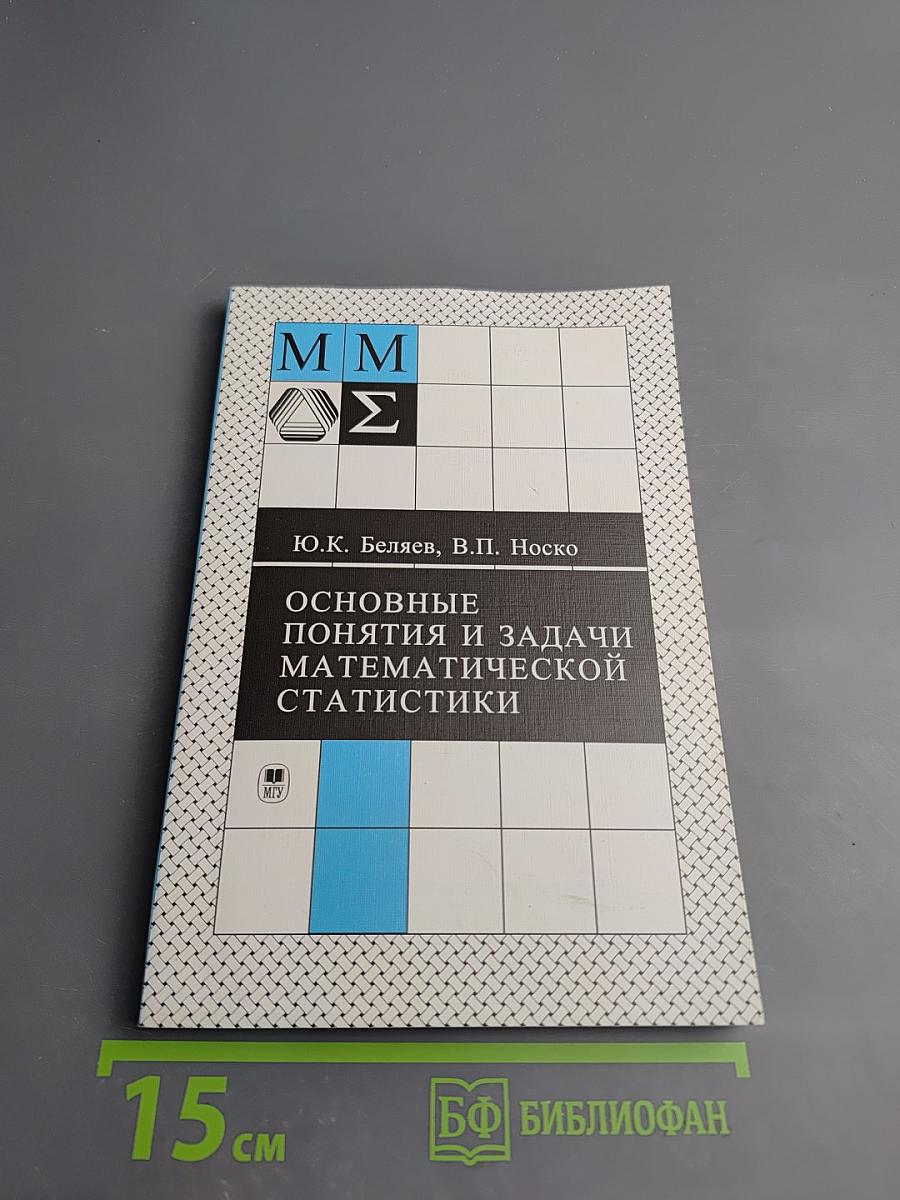 М М
Σ
Ю.К. Беляев, В.П. Носко
ОСНОВНЫЕ
ПОНЯТИЯ И ЗАДАЧИ
МАТЕМАТИЧЕСКОЙ
СТАТИСТИКИ
МГУ
15 см
БФ БИБЛИОФАН